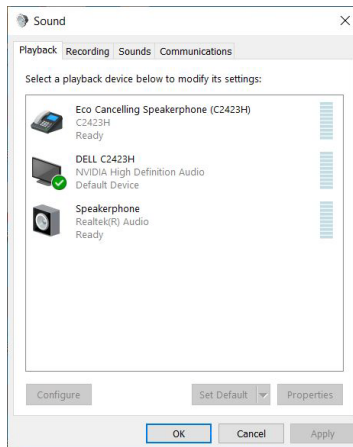 Sound
Playback Recording Sounds Communications
Select a playback device below to modify its settings:
Eco Cancelling Speakerphone (C2423H)
C2423H
Ready
DELL C2423H
NVIDIA High Definition Audio
Default Device
Speakerphone
Realtek(R) Audio
Ready
Configure Set Default Properties
OK Cancel Apply